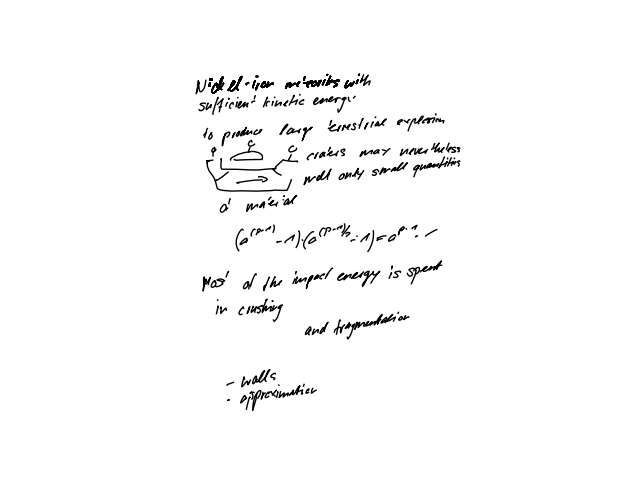 Nickel-iron meteorites with
sufficient kinetic energy
to produce large terrestrial explosion
craters may nevertheless
melt only small quantities
of material
(a^{(p-1)} - 1) \cdot (a^{(p-1)/2} - 1) = a^{p-1} -
Most of the impact energy is spent
in crushing
and fragmentation
- walls
- approximation